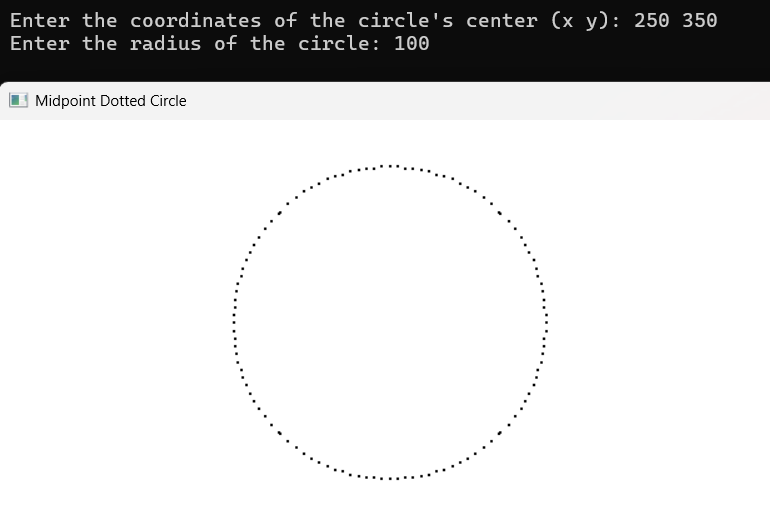 Enter the coordinates of the circle's center (x y): 250 350
Enter the radius of the circle: 100
Midpoint Dotted Circle